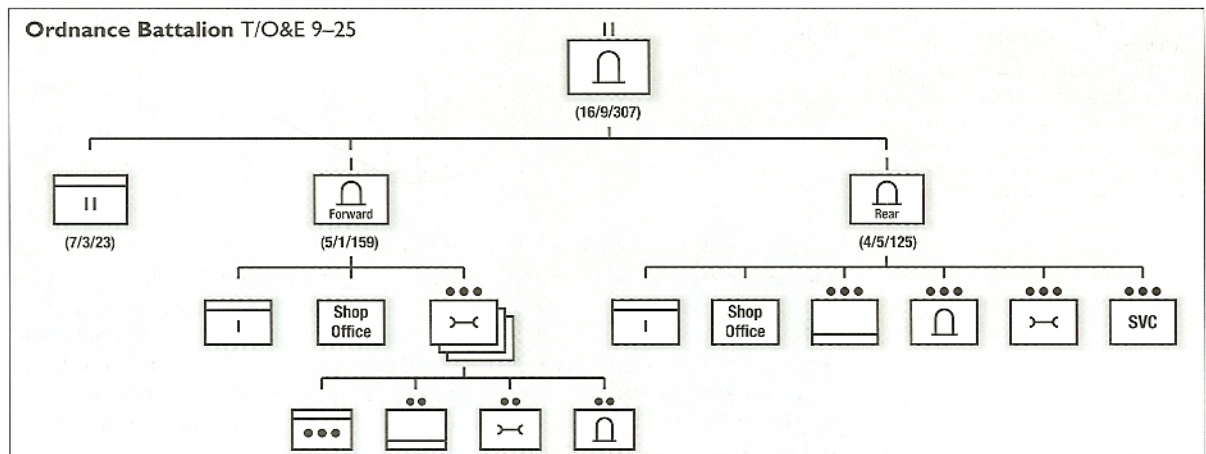 Ordnance Battalion T/O&E 9–25
II
(16/9/307)
II
Forward
Rear
(7/3/23)
(5/1/159)
(4/5/125)
I
Shop
Office
I
Shop
Office
SVC